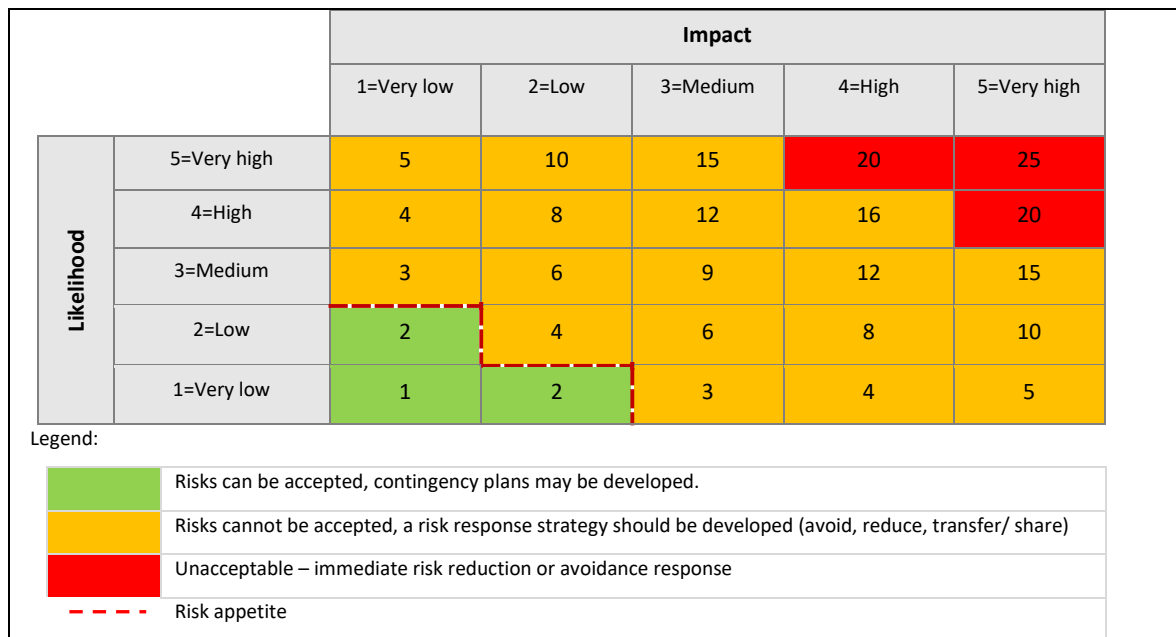 Impact
1=Very low 2=Low 3=Medium 4=High 5=Very high
Likelihood
5=Very high 5 10 15 20 25
4=High 4 8 12 16 20
3=Medium 3 6 9 12 15
2=Low 2 4 6 8 10
1=Very low 1 2 3 4 5
Legend:
Risks can be accepted, contingency plans may be developed.
Risks cannot be accepted, a risk response strategy should be developed (avoid, reduce, transfer/ share)
Unacceptable – immediate risk reduction or avoidance response
Risk appetite